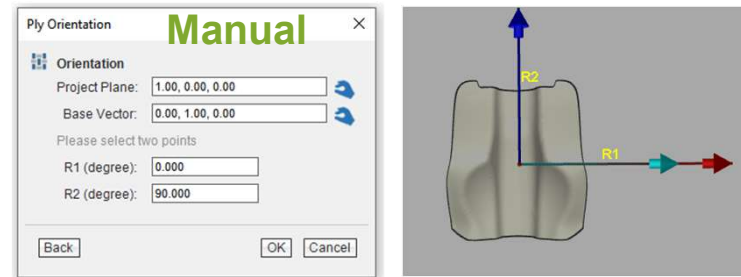 Ply Orientation
Manual
Orientation
Project Plane: 1.00, 0.00, 0.00
Base Vector: 0.00, 1.00, 0.00
Please select two points
R1 (degree): 0.000
R2 (degree): 90.000
Back OK Cancel
R2
R1